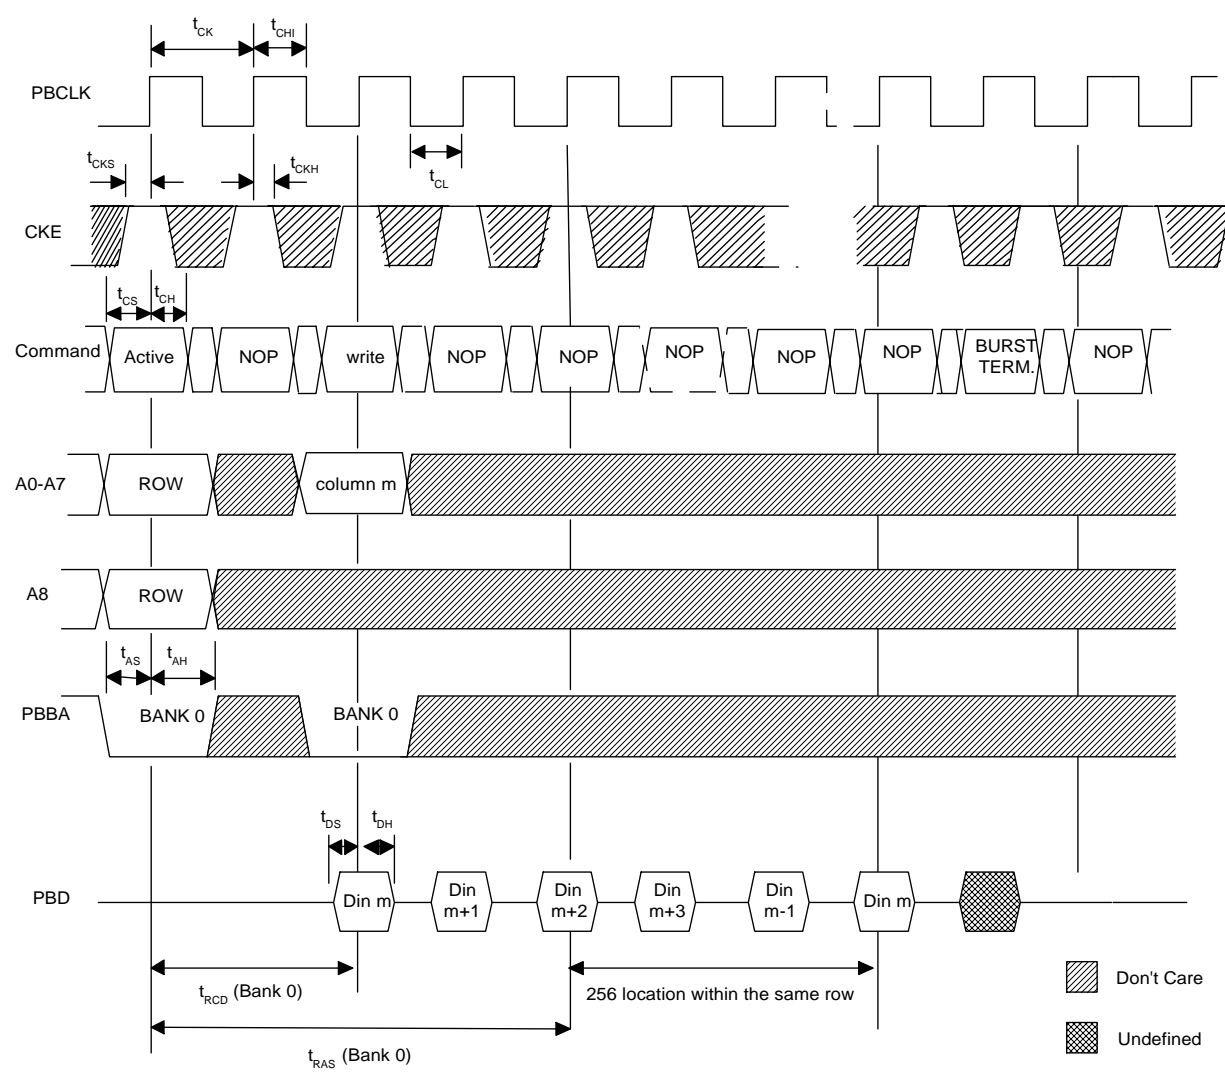 tCK
tCHI
PBCLK
tCKS
tCKH
tCL
CKE
tCS
tCH
Command
Active
NOP
write
NOP
NOP
NOP
NOP
NOP
BURST
TERM.
NOP
A0-A7
ROW
column m
A8
ROW
tAS
tAH
PBBA
BANK 0
BANK 0
tDS
tDH
PBD
Din m
Din
m+1
Din
m+2
Din
m+3
Din
m-1
Din m
tRCD (Bank 0)
256 location within the same row
Don't Care
tRAS (Bank 0)
Undefined